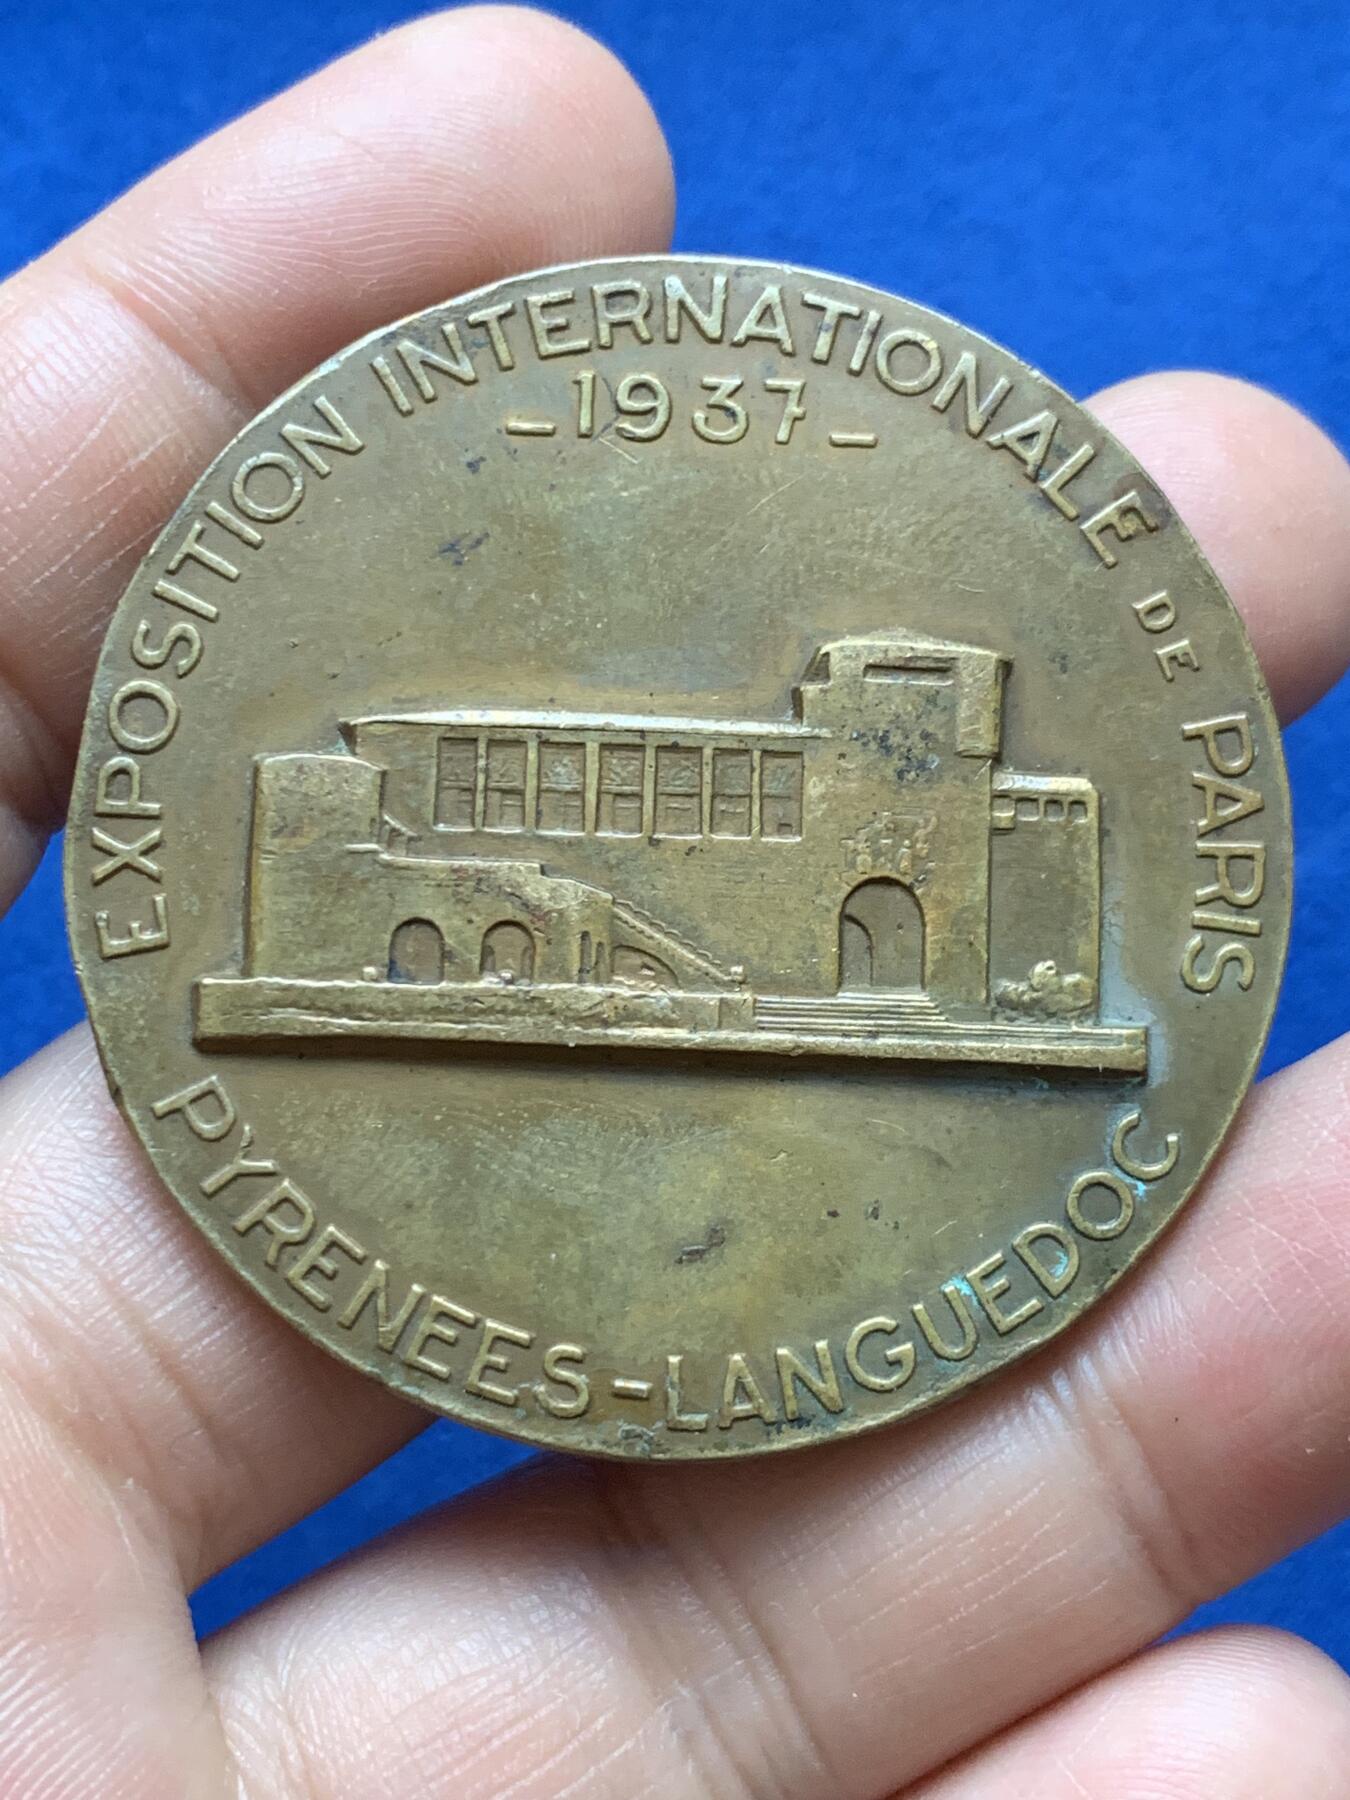 EXPOSITION INTERNATIONALE DE PARIS
- 1937 -
PYRENEES-LANGUEDOC